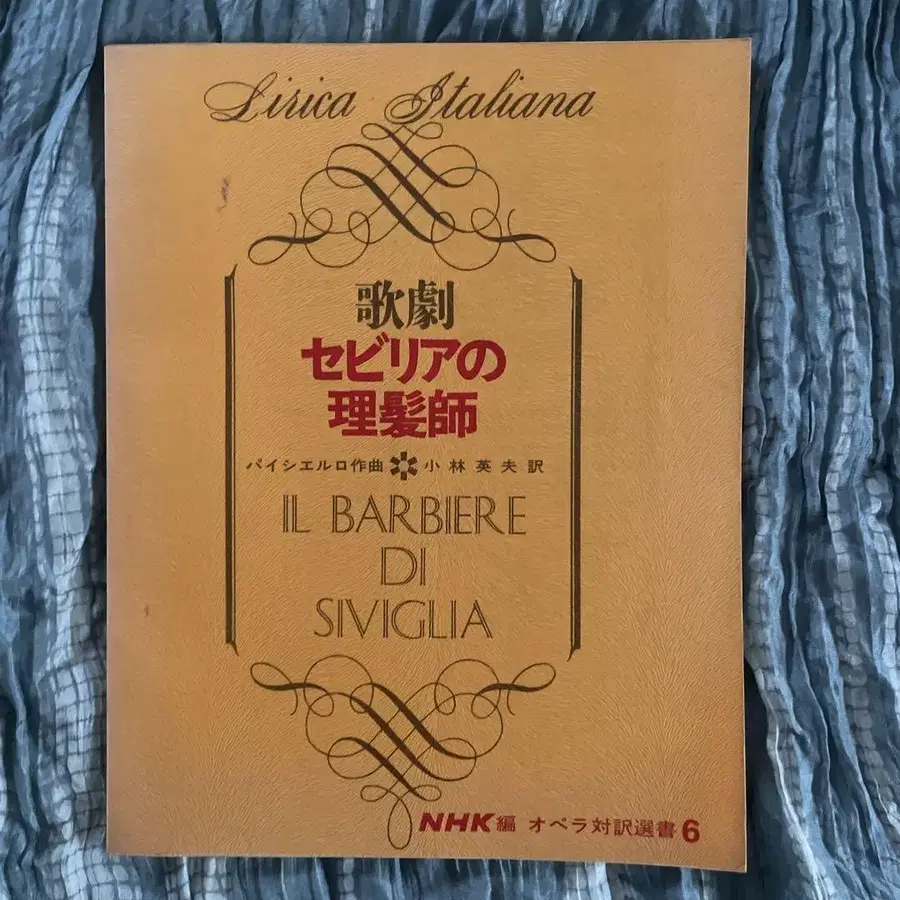 Lirica Italiana
歌劇
セビリアの
理髪師
パイシエルロ作曲 小林英夫訳
IL BARBIERE
DI
SIVIGLIA
NHK編 オペラ対訳選書6